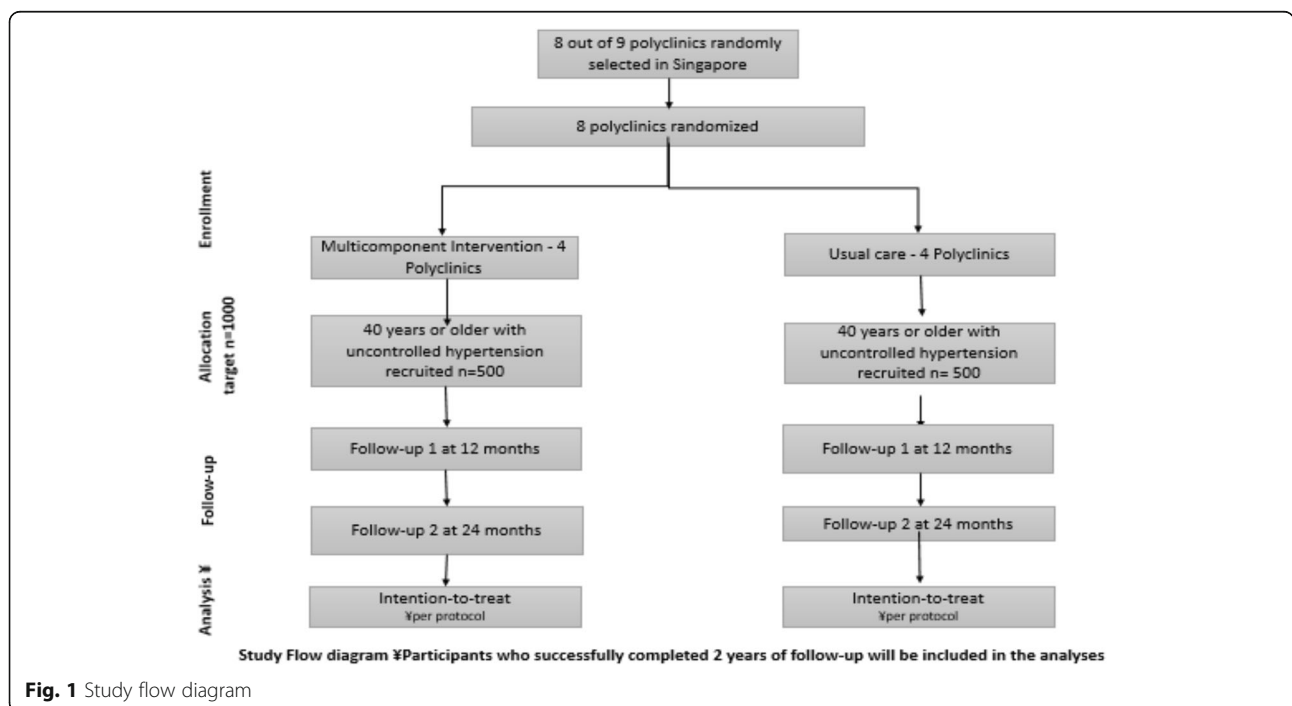 8 out of 9 polyclinics randomly
selected in Singapore
8 polyclinics randomized
Enrollment
Multicomponent Intervention - 4
Polyclinics
Usual care - 4 Polyclinics
Allocation
target n=1000
40 years or older with
uncontrolled hypertension
recruited n=500
40 years or older with
uncontrolled hypertension
recruited n= 500
Follow-up
Follow-up 1 at 12 months
Follow-up 1 at 12 months
Follow-up 2 at 24 months
Follow-up 2 at 24 months
Analysis ¥
Intention-to-treat
¥per protocol
Intention-to-treat
¥per protocol
Study Flow diagram ¥Participants who successfully completed 2 years of follow-up will be included in the analyses
Fig. 1 Study flow diagram